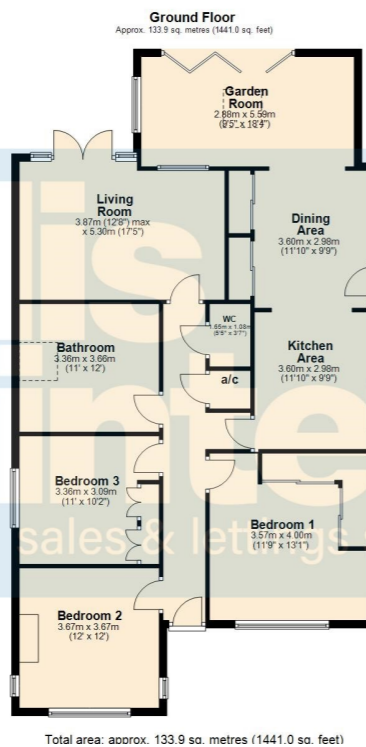 Ground Floor
Approx. 133.9 sq. metres (1441.0 sq. feet)
Garden
Room
2.88m x 5.59m
(9'5" x 18'4")
Living
Room
3.87m (12'8") max
x 5.30m (17'5")
Dining
Area
3.60m x 2.98m
(11'10" x 9'9")
WC
1.65m x 1.08m
(5'5" x 3'7")
Bathroom
3.36m x 3.66m
(11' x 12')
Kitchen
Area
3.60m x 2.98m
(11'10" x 9'9")
a/c
Bedroom 3
3.36m x 3.09m
(11' x 10'2")
Bedroom 1
3.57m x 4.00m
(11'9" x 13'1")
sales & lettings
Bedroom 2
3.67m x 3.67m
(12' x 12')
Total area: approx. 133.9 sq. metres (1441.0 sq. feet)